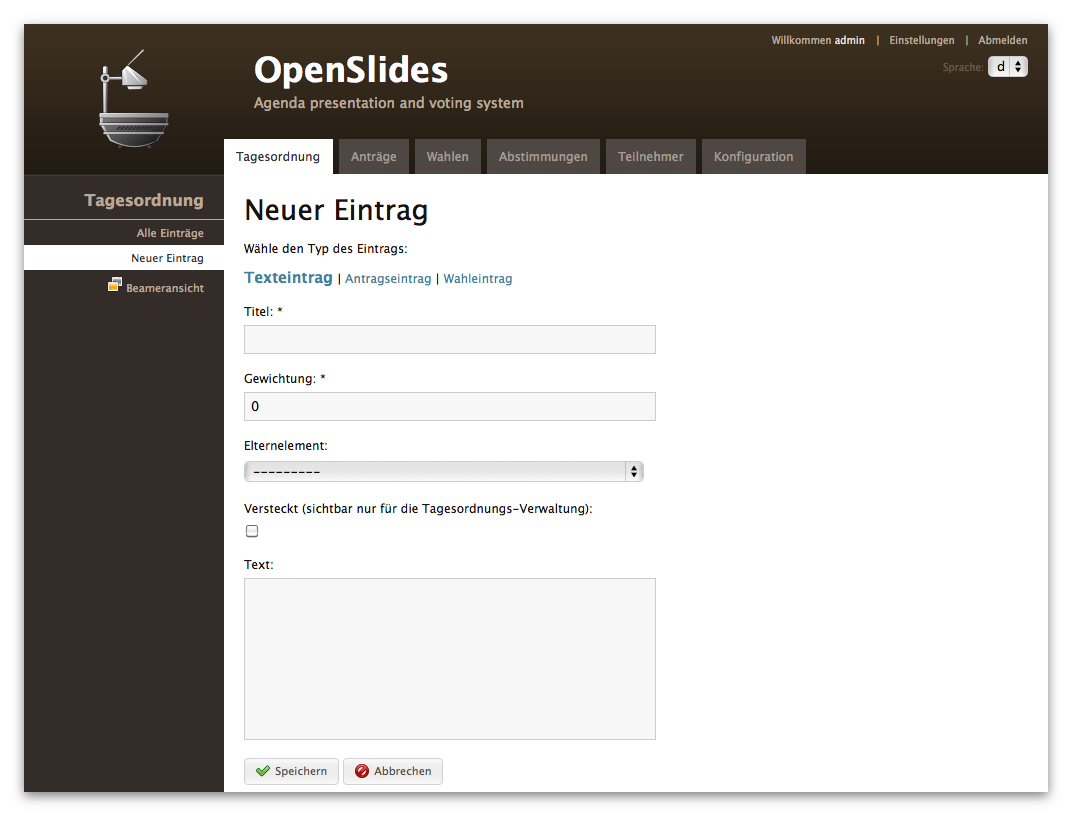 Willkommen admin | Einstellungen | Abmelden
Sprache: d
OpenSlides
Agenda presentation and voting system
Tagesordnung Anträge Wahlen Abstimmungen Teilnehmer Konfiguration
Tagesordnung
Alle Einträge
Neuer Eintrag
Beameransicht
Neuer Eintrag
Wähle den Typ des Eintrags:
Texteintrag | Antragseintrag | Wahleintrag
Titel: *
Gewichtung: *
0
Elternelement:
---------
Versteckt (sichtbar nur für die Tagesordnungs-Verwaltung):
Text:
Speichern Abbrechen